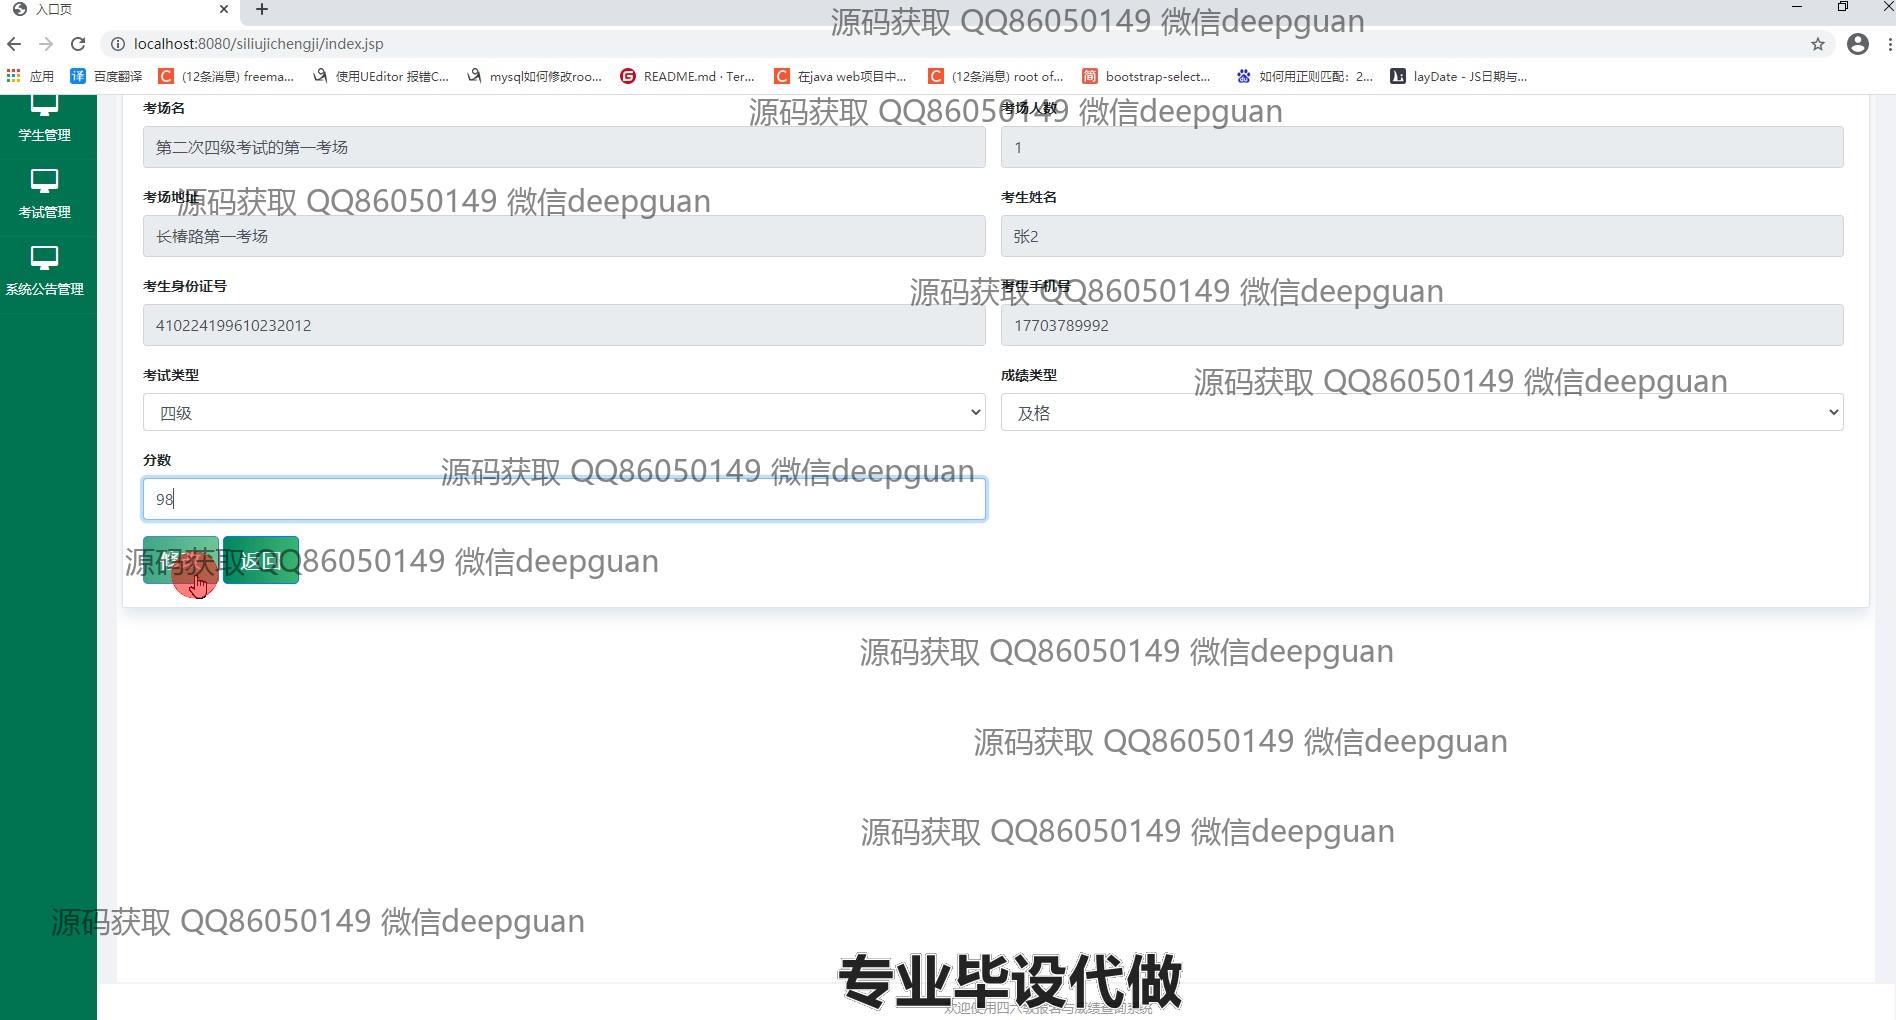 入口页
源码获取 QQ86050149 微信deepguan
localhost:8080/siliujichengji/index.jsp
应用 百度翻译 (12条消息) freema... 使用UEditor 报错C... mysql如何修改roo... README.md · Ter... 在java web项目中... (12条消息) root of... bootstrap-select... 如何用正则匹配：2... layDate - JS日期与...
考场名 考场人数
源码获取 QQ86050149 微信deepguan
学生管理
第二次四级考试的第一考场 1
考场地址 考生姓名
源码获取 QQ86050149 微信deepguan
考试管理
长椿路第一考场 张2
考生身份证号 考生手机号
源码获取 QQ86050149 微信deepguan
系统公告管理
410224199610232012 17703789992
考试类型 成绩类型
源码获取 QQ86050149 微信deepguan
四级 及格
分数
源码获取 QQ86050149 微信deepguan
98
修改 返回
源码获取 QQ86050149 微信deepguan
源码获取 QQ86050149 微信deepguan
源码获取 QQ86050149 微信deepguan
源码获取 QQ86050149 微信deepguan
源码获取 QQ86050149 微信deepguan
专业毕设代做
欢迎使用四六级报名与成绩查询系统